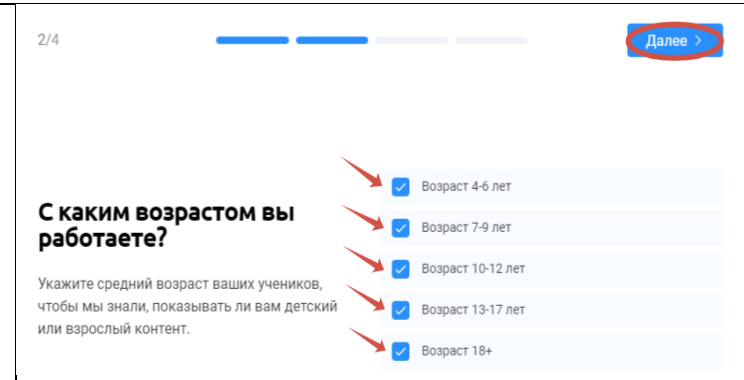 2/4
Далее >
С каким возрастом вы
работаете?
Укажите средний возраст ваших учеников,
чтобы мы знали, показывать ли вам детский
или взрослый контент.
Возраст 4-6 лет
Возраст 7-9 лет
Возраст 10-12 лет
Возраст 13-17 лет
Возраст 18+